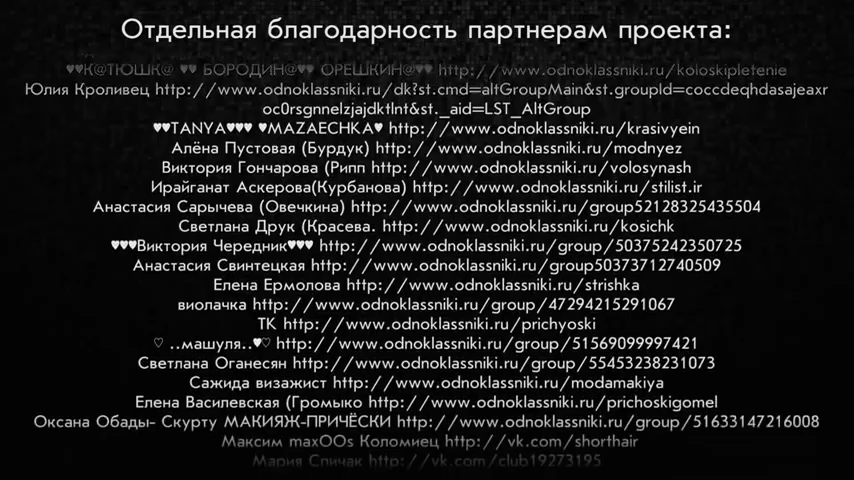 Отдельная благодарность партнерам проекта:
♥♥К@ТЮШК@ ♥♥ БОРОДИН@♥♥ ОРЕШКИН@♥♥ http://www.odnoklassniki.ru/koloskipletenie
Юлия Кроливец http://www.odnoklassniki.ru/dk?st.cmd=altGroupMain&st.groupId=coccdeqhdasajeaxr
oc0rsgnnelzjajdktlnt&st._aid=LST_AltGroup
♥♥TANYA♥♥♥ ♥MAZAECHKA♥ http://www.odnoklassniki.ru/krasivyein
Алёна Пустовая (Бурдук) http://www.odnoklassniki.ru/modnyez
Виктория Гончарова (Рипп http://www.odnoklassniki.ru/volosynash
Ирайганат Аскерова(Курбанова) http://www.odnoklassniki.ru/stilist.ir
Анастасия Сарычева (Овечкина) http://www.odnoklassniki.ru/group52128325435504
Светлана Друк (Красева. http://www.odnoklassniki.ru/kosichk
♥♥♥Виктория Чередник♥♥♥ http://www.odnoklassniki.ru/group/50375242350725
Анастасия Свинтецкая http://www.odnoklassniki.ru/group50373712740509
Елена Ермолова http://www.odnoklassniki.ru/strishka
виолачка http://www.odnoklassniki.ru/group/47294215291067
ТК http://www.odnoklassniki.ru/prichyoski
♡ ..машуля..♥♡ http://www.odnoklassniki.ru/group/51569099997421
Светлана Оганесян http://www.odnoklassniki.ru/group/55453238231073
Сажида визажист http://www.odnoklassniki.ru/modamakiya
Елена Василевская (Громыко http://www.odnoklassniki.ru/prichoskigomel
Оксана Обады- Скурту МАКИЯЖ-ПРИЧЁСКИ http://www.odnoklassniki.ru/group/51633147216008
Максим maxOOs Коломиец http://vk.com/shorthair
Мария Спичак http://vk.com/club19273195